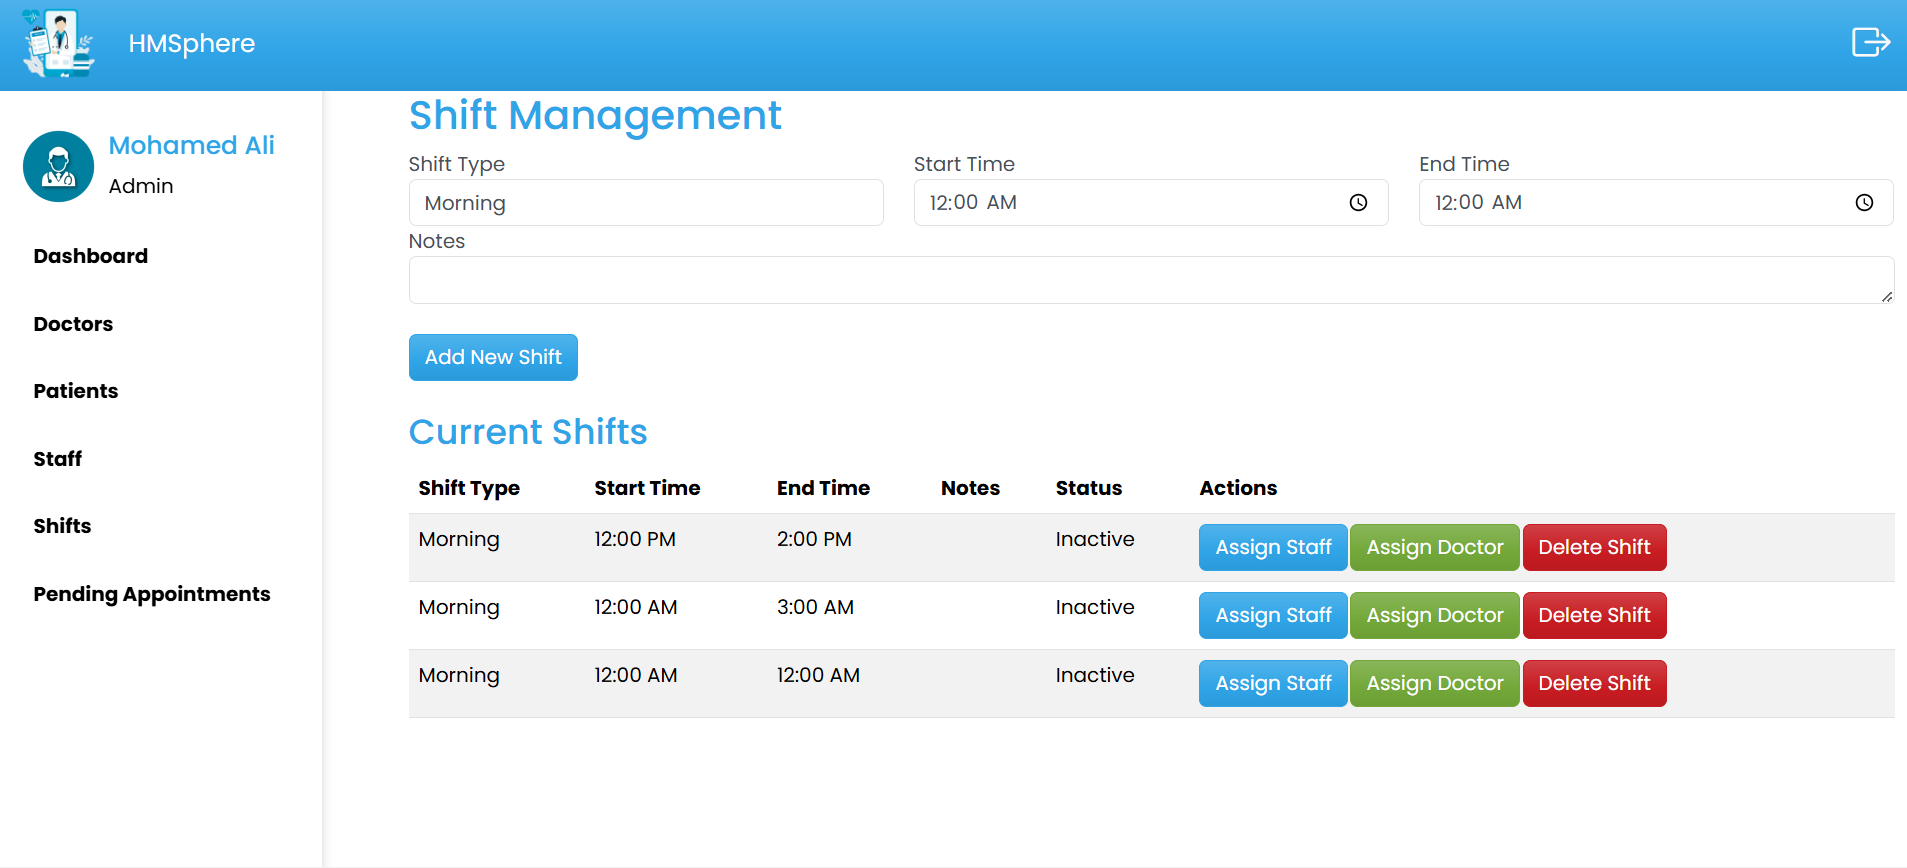 HMSphere
Mohamed Ali
Admin
Dashboard
Doctors
Patients
Staff
Shifts
Pending Appointments
Shift Management
Shift Type Start Time End Time
Morning 12:00 AM 12:00 AM
Notes
Add New Shift
Current Shifts
Shift Type Start Time End Time Notes Status Actions
Morning 12:00 PM 2:00 PM Inactive Assign Staff Assign Doctor Delete Shift
Morning 12:00 AM 3:00 AM Inactive Assign Staff Assign Doctor Delete Shift
Morning 12:00 AM 12:00 AM Inactive Assign Staff Assign Doctor Delete Shift